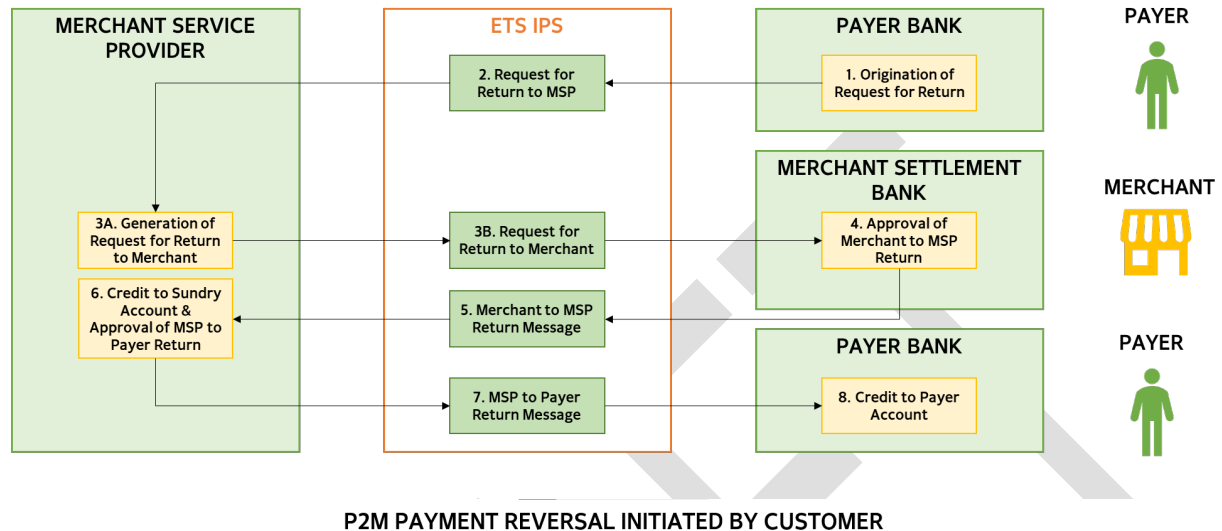 MERCHANT SERVICE
PROVIDER
ETS IPS
PAYER BANK
PAYER
2. Request for
Return to MSP
1. Origination of
Request for Return
MERCHANT SETTLEMENT
BANK
MERCHANT
3A. Generation of
Request for Return
to Merchant
3B. Request for
Return to Merchant
4. Approval of
Merchant to MSP
Return
6. Credit to Sundry
Account &
Approval of MSP to
Payer Return
5. Merchant to MSP
Return Message
PAYER BANK
PAYER
7. MSP to Payer
Return Message
8. Credit to Payer
Account
P2M PAYMENT REVERSAL INITIATED BY CUSTOMER